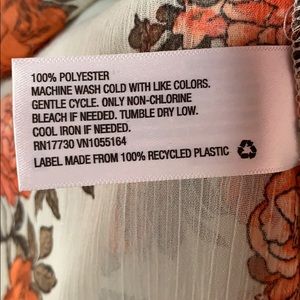 100% POLYESTER
MACHINE WASH COLD WITH LIKE COLORS.
GENTLE CYCLE. ONLY NON-CHLORINE
BLEACH IF NEEDED. TUMBLE DRY LOW.
COOL IRON IF NEEDED.
RN17730 VN1055164
LABEL MADE FROM 100% RECYCLED PLASTIC